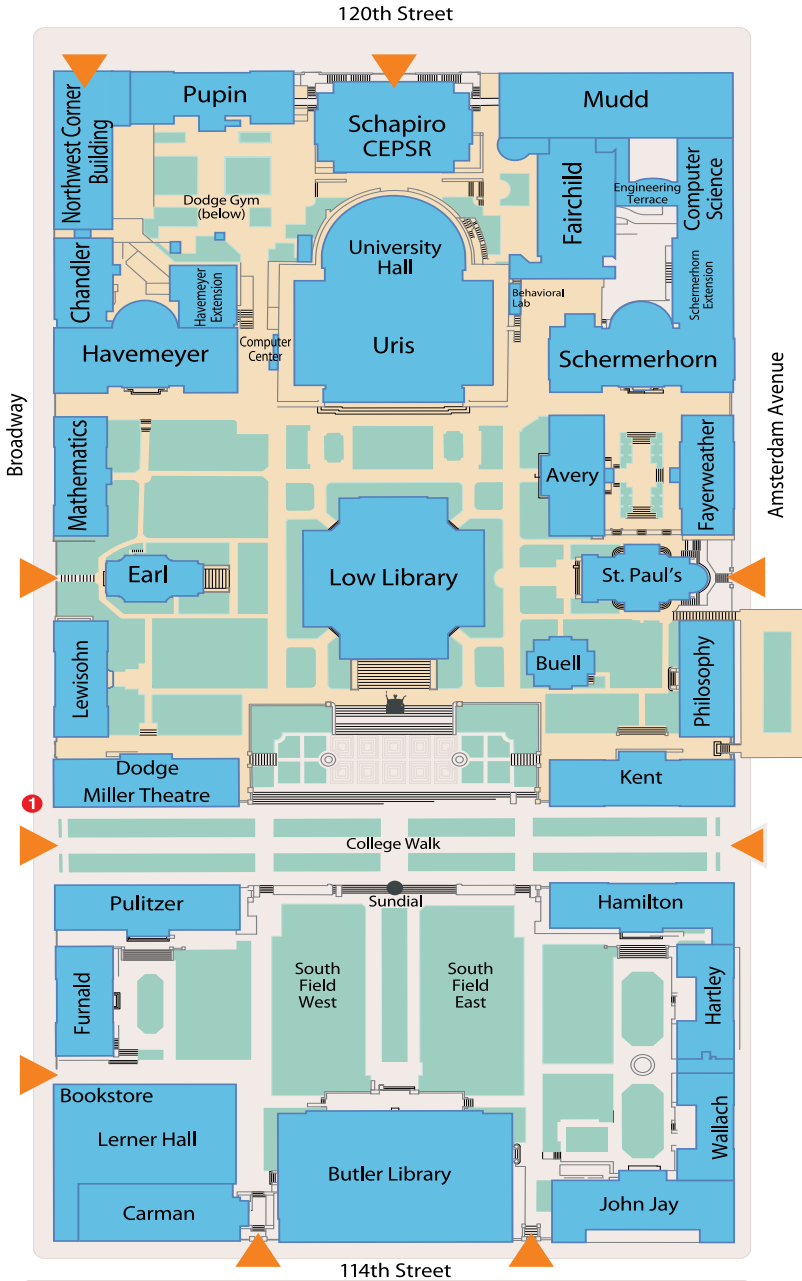 120th Street
Pupin
Schapiro
CEPSR
Mudd
Northwest Corner
Building
Dodge Gym
(below)
Fairchild
Engineering
Terrace
Computer
Science
University
Hall
Chandler
Havemeyer
Extension
Behavioral
Lab
Schermerhorn
Extension
Computer
Center
Uris
Havemeyer
Schermerhorn
Broadway
Amsterdam Avenue
Mathematics
Avery
Fayerweather
Earl
Low Library
St. Paul's
Lewisohn
Buell
Philosophy
Dodge
Miller Theatre
Kent
1
College Walk
Pulitzer
Sundial
Hamilton
Furnald
South
Field
West
South
Field
East
Hartley
Bookstore
Lerner Hall
Wallach
Butler Library
Carman
John Jay
114th Street